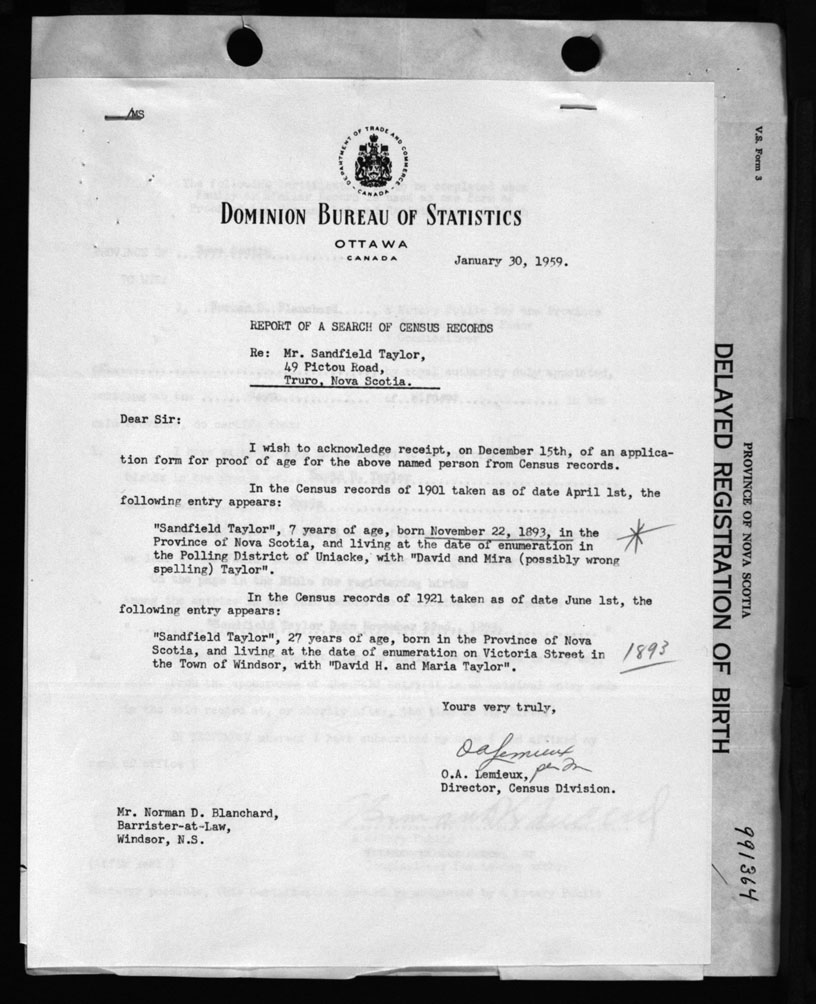 /MS
DEPARTMENT OF TRADE AND COMMERCE
CANADA
DOMINION BUREAU OF STATISTICS
OTTAWA
CANADA
January 30, 1959.
REPORT OF A SEARCH OF CENSUS RECORDS
Re: Mr. Sandfield Taylor,
49 Pictou Road,
Truro, Nova Scotia.
Dear Sir:
I wish to acknowledge receipt, on December 15th, of an applica-
tion form for proof of age for the above named person from Census records.
In the Census records of 1901 taken as of date April 1st, the
following entry appears:
"Sandfield Taylor", 7 years of age, born November 22, 1893, in the
Province of Nova Scotia, and living at the date of enumeration in
the Polling District of Uniacke, with "David and Mira (possibly wrong
spelling) Taylor".
In the Census records of 1921 taken as of date June 1st, the
following entry appears:
"Sandfield Taylor", 27 years of age, born in the Province of Nova
Scotia, and living at the date of enumeration on Victoria Street in
the Town of Windsor, with "David H. and Maria Taylor".
1893
Yours very truly,
OA Lemieux
O.A. Lemieux,
Director, Census Division.
Mr. Norman D. Blanchard,
Barrister-at-Law,
Windsor, N.S.
V.S. Form 3
PROVINCE OF NOVA SCOTIA
DELAYED REGISTRATION OF BIRTH
991364